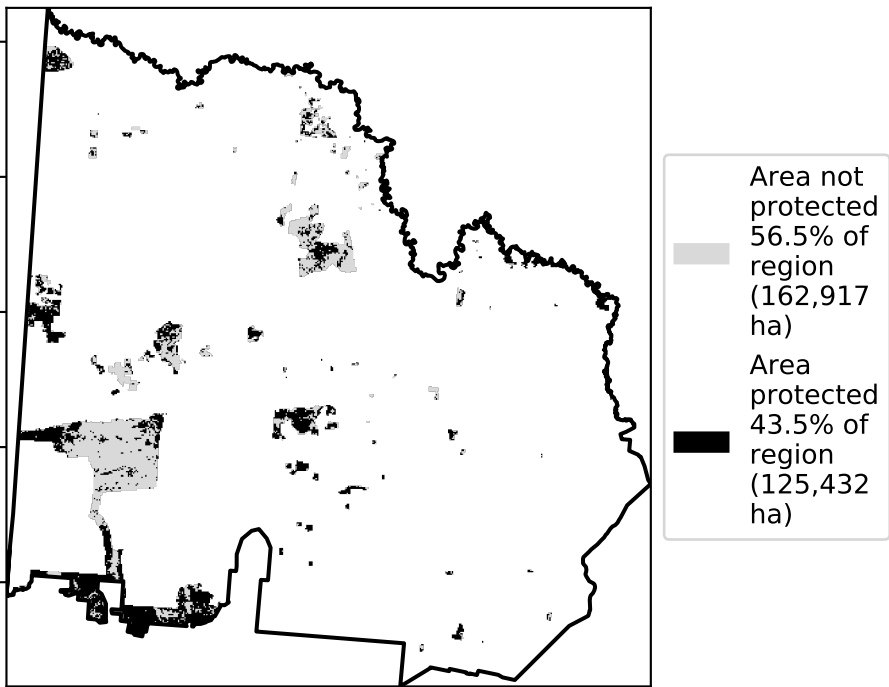 Area not
protected
56.5% of
region
(162,917
ha)
Area
protected
43.5% of
region
(125,432
ha)